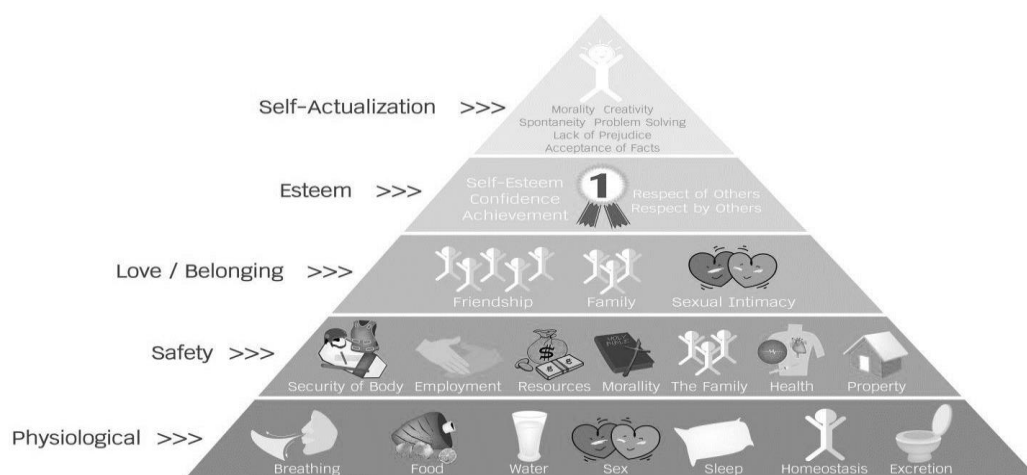 Self-Actualization >>>
Morality Creativity
Spontaneity Problem Solving
Lack of Prejudice
Acceptance of Facts
Esteem >>>
Self-Esteem
Confidence
Achievement
1
Respect of Others
Respect by Others
Love / Belonging >>>
Friendship Family Sexual Intimacy
Safety >>>
$
Security of Body Employment Resources Morallity The Family Health Property
Physiological >>>
Breathing Food Water Sex Sleep Homeostasis Excretion